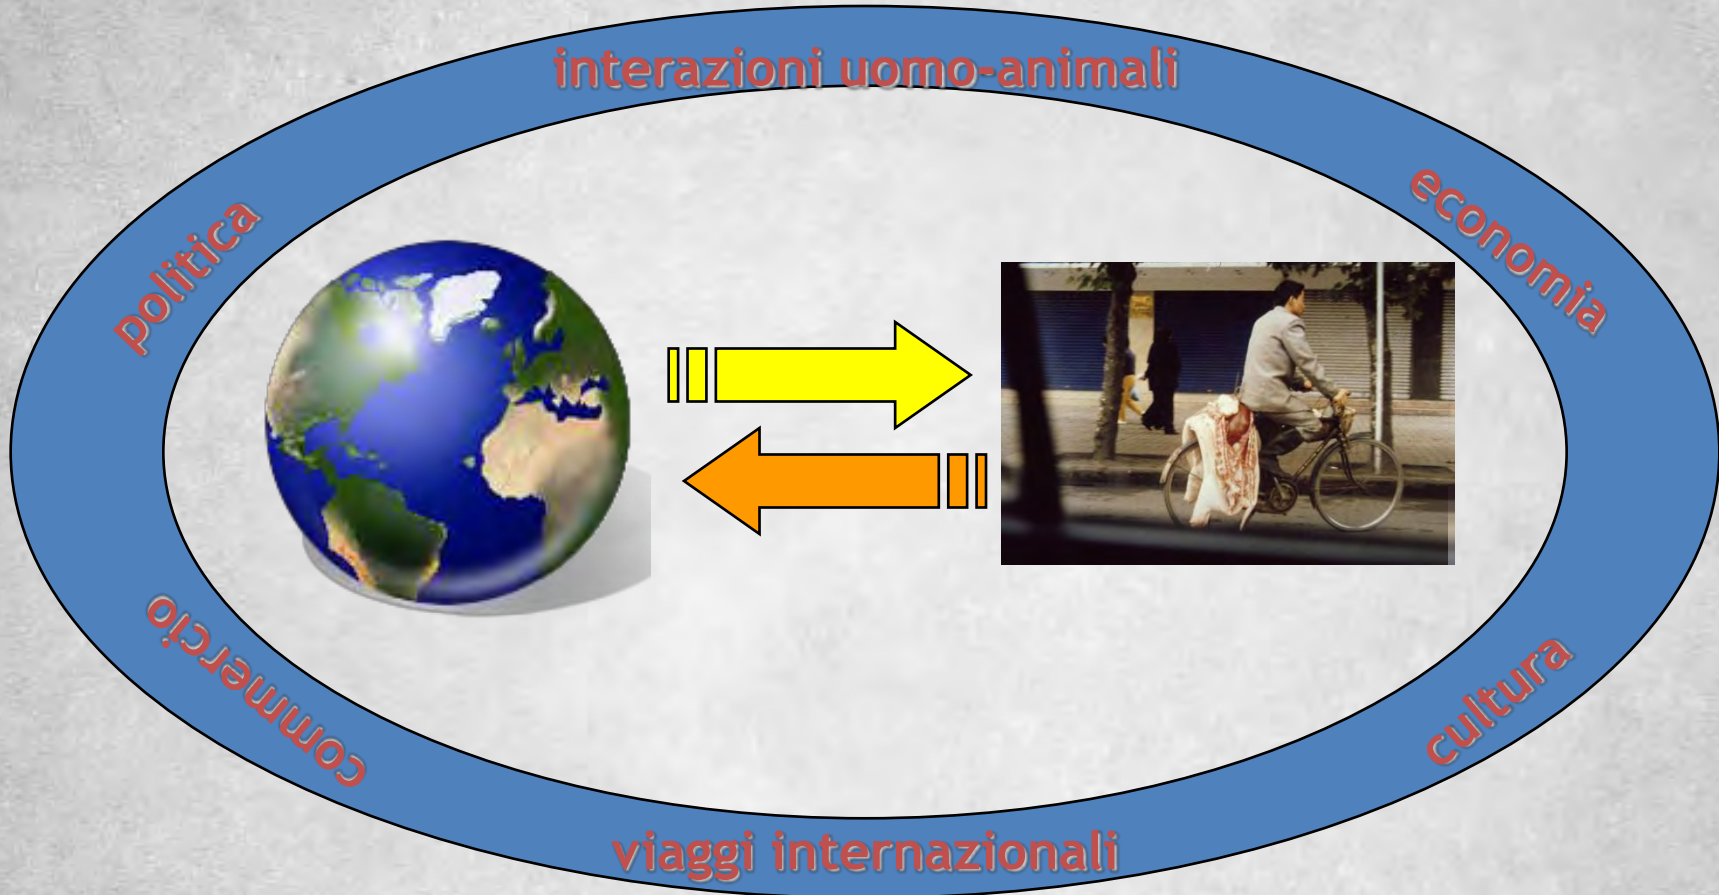 interazioni uomo-animali
economia
politica
commercio
cultura
viaggi internazionali